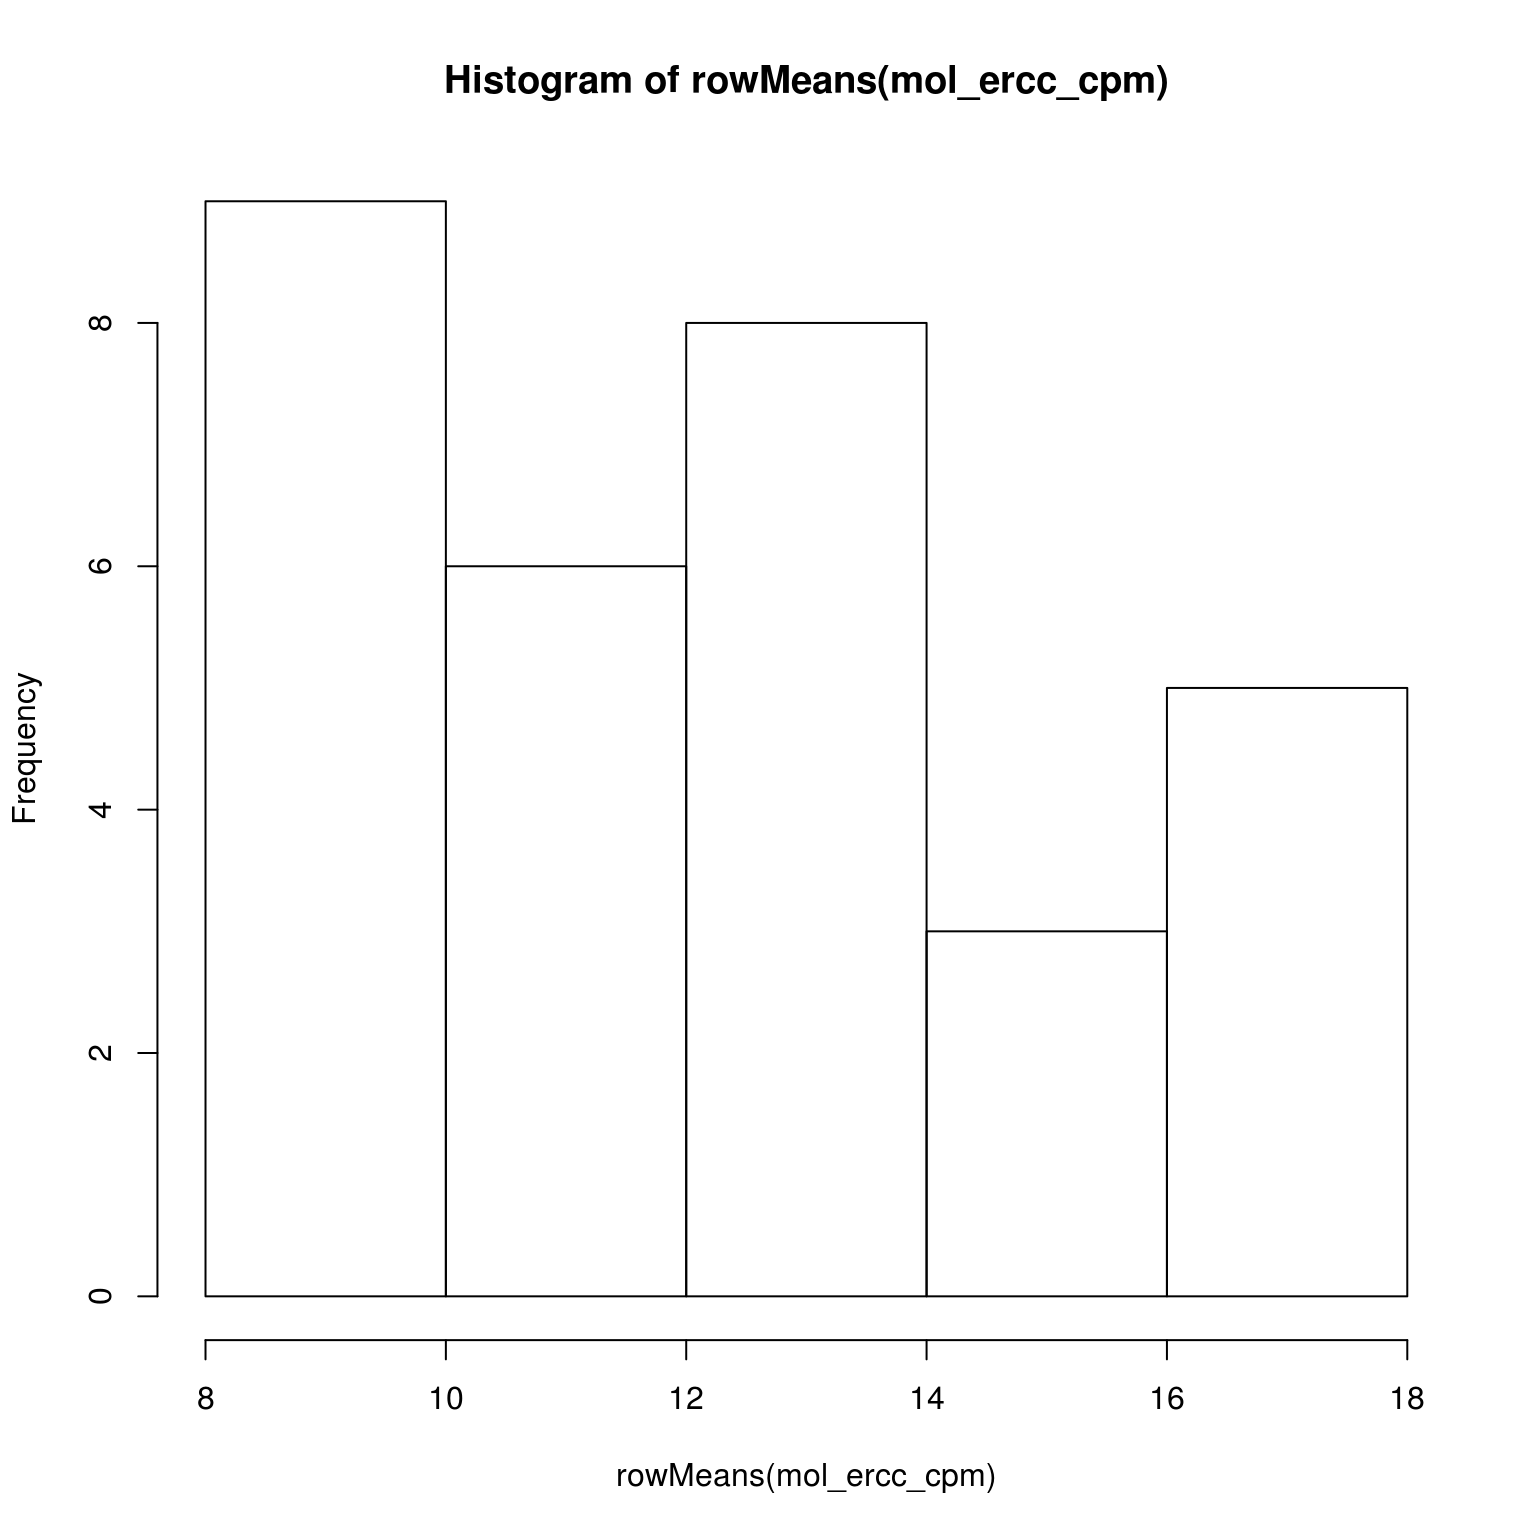 Histogram of rowMeans(mol_ercc_cpm)
Frequency
8
6
4
2
0
8 10 12 14 16 18
rowMeans(mol_ercc_cpm)